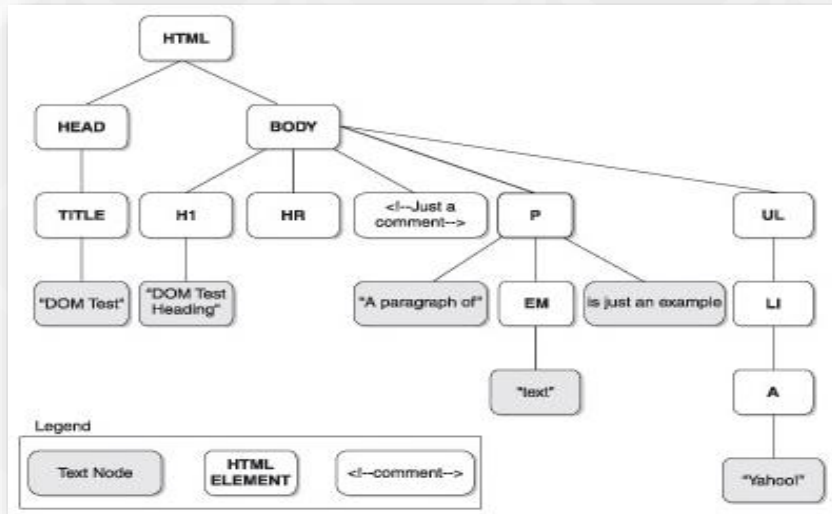 HTML
HEAD
BODY
TITLE
H1
HR
<!--Just a
comment-->
P
UL
"DOM Test"
"DOM Test
Heading"
"A paragraph of"
EM
is just an example
LI
"text"
A
"Yahoo!"
Legend
Text Node
HTML
ELEMENT
<!--comment-->